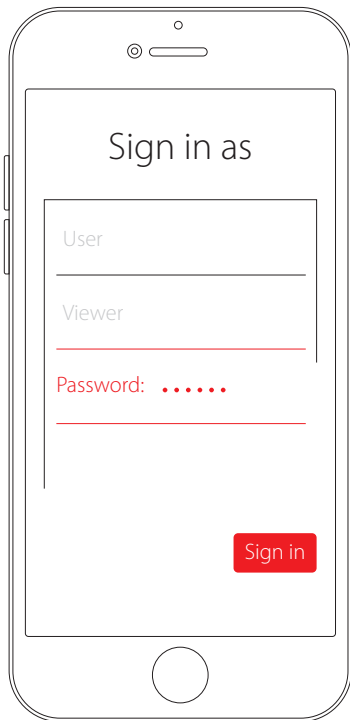 Sign in as
User
Viewer
Password: ......
Sign in